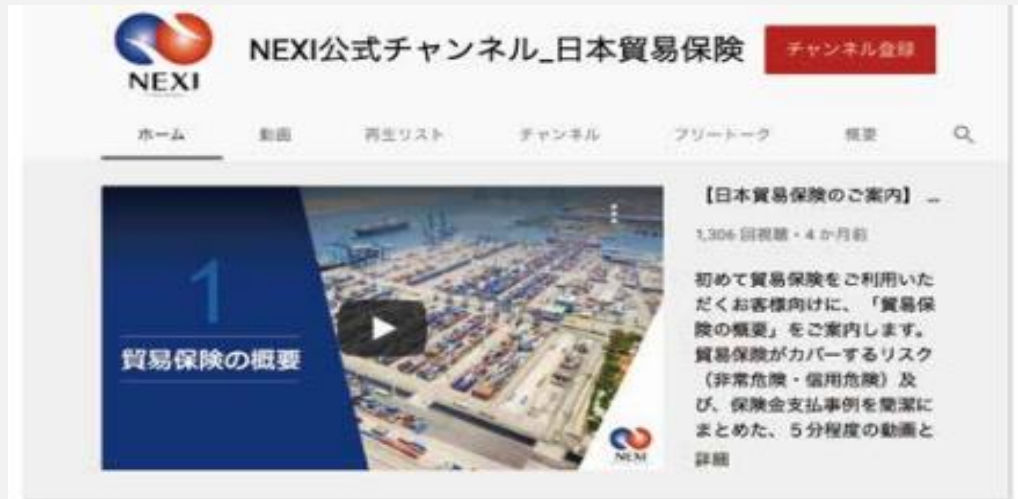 NEXI
NEXI公式チャンネル_日本貿易保険
チャンネル登録
ホーム
動画
再生リスト
チャンネル
フリートーク
概要
1
貿易保険の概要
NEXI
【日本貿易保険のご案内】 ...
1,306 回視聴・4 か月前
初めて貿易保険をご利用いた
だくお客様向けに、「貿易保
険の概要」をご案内します。
貿易保険がカバーするリスク
（非常危険・信用危険）及
び、保険金支払事例を簡潔に
まとめた、５分程度の動画と
詳細